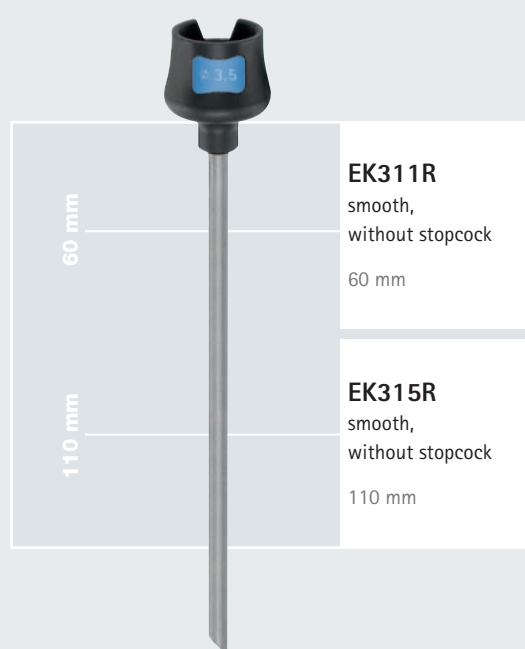 ø 3.5
60 mm
EK311R
smooth,
without stopcock
60 mm
110 mm
EK315R
smooth,
without stopcock
110 mm